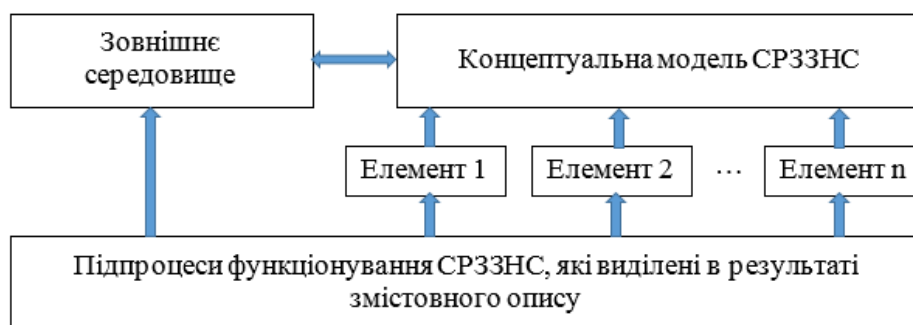 Зовнішнє
середовище
Концептуальна модель СРЗЗНС
Елемент 1
Елемент 2
...
Елемент n
Підпроцеси функціонування СРЗЗНС, які виділені в результаті
змістовного опису